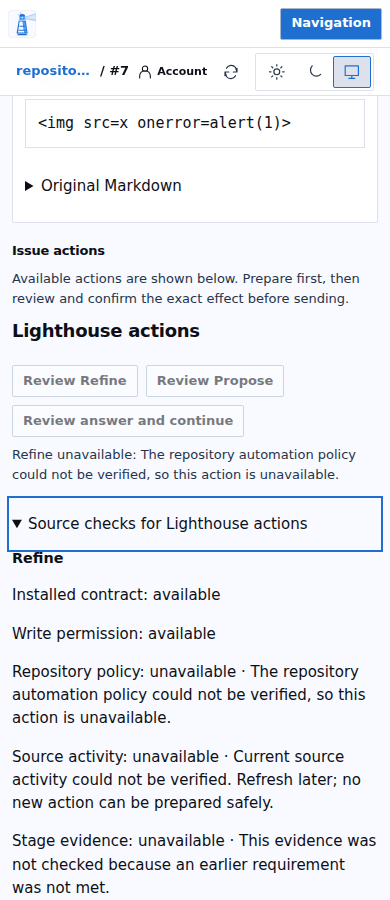 Navigation
reposito… / #7 Account
<img src=x onerror=alert(1)>
Original Markdown
Issue actions
Available actions are shown below. Prepare first, then
review and confirm the exact effect before sending.
Lighthouse actions
Review Refine Review Propose
Review answer and continue
Refine unavailable: The repository automation policy
could not be verified, so this action is unavailable.
Source checks for Lighthouse actions
Refine
Installed contract: available
Write permission: available
Repository policy: unavailable · The repository
automation policy could not be verified, so this
action is unavailable.
Source activity: unavailable · Current source
activity could not be verified. Refresh later; no
new action can be prepared safely.
Stage evidence: unavailable · This evidence was
not checked because an earlier requirement
was not met.